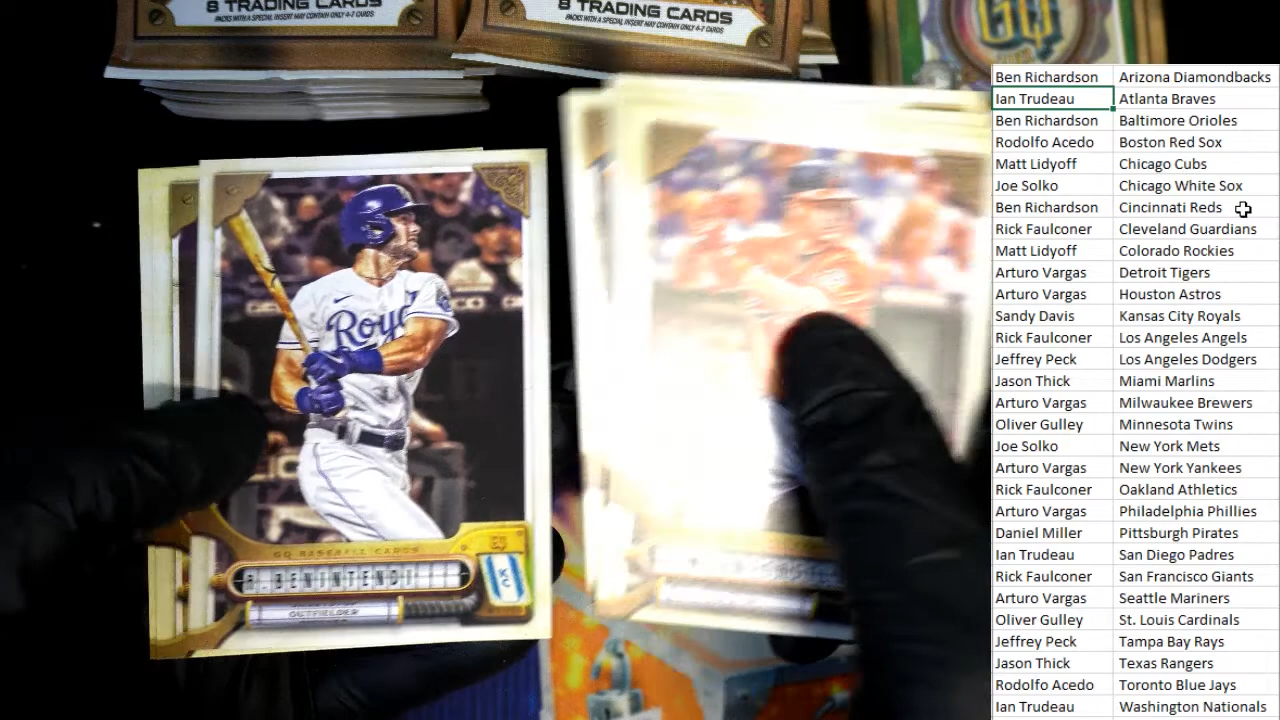 8 TRADING CARDS
PACKS WITH A SPECIAL INSERT MAY CONTAIN ONLY 4-7 CARDS
8 TRADING CARDS
PACKS WITH A SPECIAL INSERT MAY CONTAIN ONLY 4-7 CARDS
GQ
GEICO
Royals
GQ BASEBALL CARDS
A. BENINTENDI
KC
OUTFIELDER
Ben Richardson Arizona Diamondbacks
Ian Trudeau Atlanta Braves
Ben Richardson Baltimore Orioles
Rodolfo Acedo Boston Red Sox
Matt Lidyoff Chicago Cubs
Joe Solko Chicago White Sox
Ben Richardson Cincinnati Reds
Rick Faulconer Cleveland Guardians
Matt Lidyoff Colorado Rockies
Arturo Vargas Detroit Tigers
Arturo Vargas Houston Astros
Sandy Davis Kansas City Royals
Rick Faulconer Los Angeles Angels
Jeffrey Peck Los Angeles Dodgers
Jason Thick Miami Marlins
Arturo Vargas Milwaukee Brewers
Oliver Gulley Minnesota Twins
Joe Solko New York Mets
Arturo Vargas New York Yankees
Rick Faulconer Oakland Athletics
Arturo Vargas Philadelphia Phillies
Daniel Miller Pittsburgh Pirates
Ian Trudeau San Diego Padres
Rick Faulconer San Francisco Giants
Arturo Vargas Seattle Mariners
Oliver Gulley St. Louis Cardinals
Jeffrey Peck Tampa Bay Rays
Jason Thick Texas Rangers
Rodolfo Acedo Toronto Blue Jays
Ian Trudeau Washington Nationals